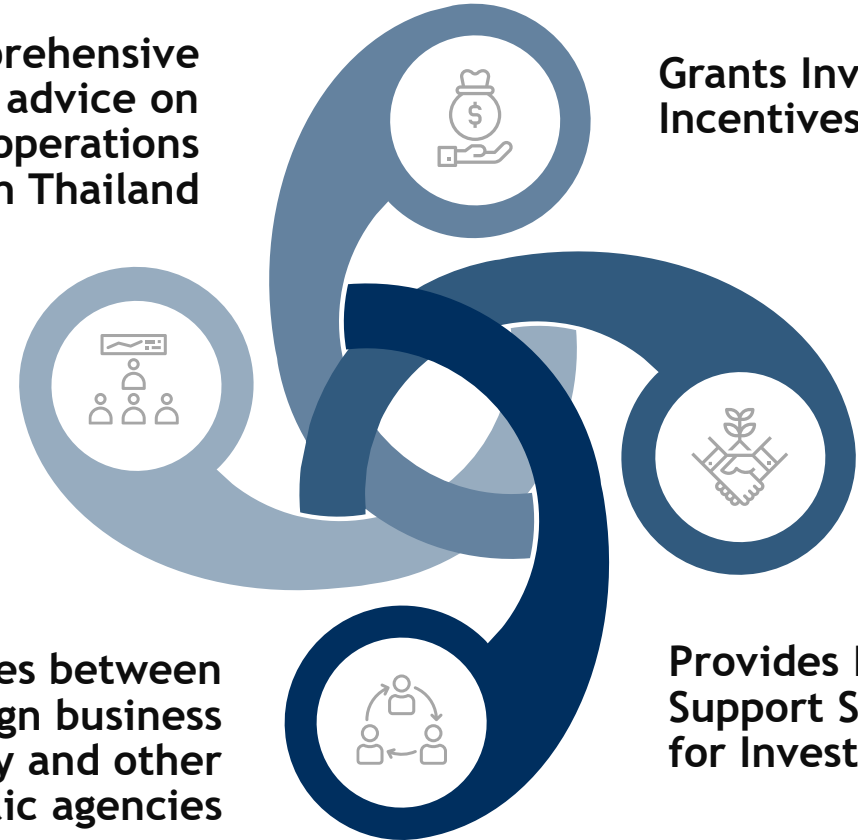 prehensive
advice on
operations
n Thailand
Grants Inv
Incentives
$
es between
gn business
y and other
lic agencies
Provides
Support S
for Invest